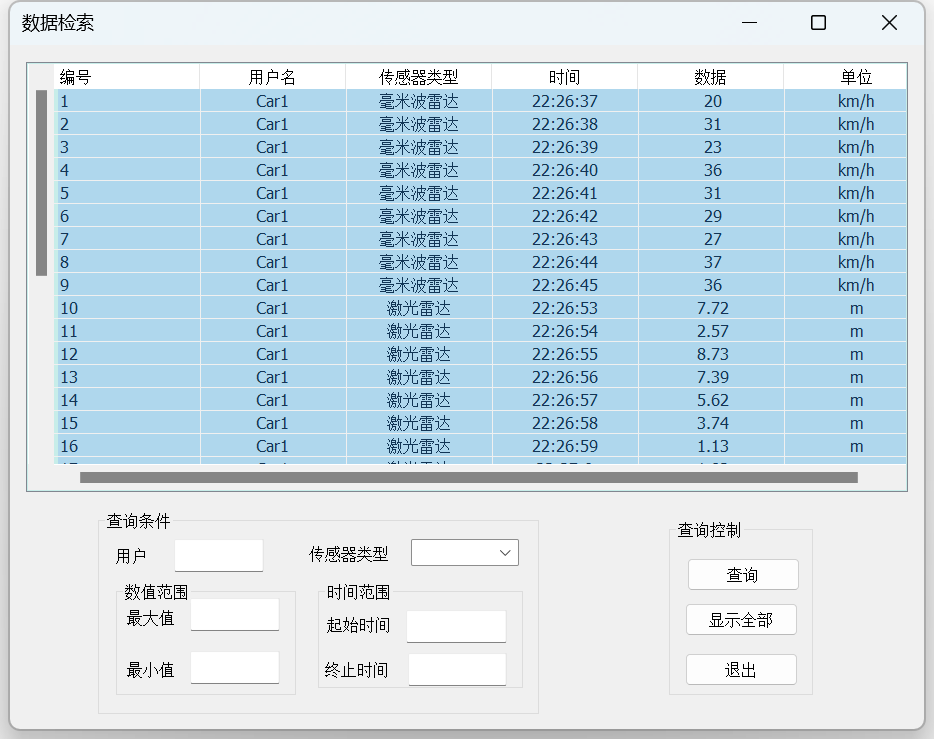 数据检索
编号 用户名 传感器类型 时间 数据 单位
1 Car1 毫米波雷达 22:26:37 20 km/h
2 Car1 毫米波雷达 22:26:38 31 km/h
3 Car1 毫米波雷达 22:26:39 23 km/h
4 Car1 毫米波雷达 22:26:40 36 km/h
5 Car1 毫米波雷达 22:26:41 31 km/h
6 Car1 毫米波雷达 22:26:42 29 km/h
7 Car1 毫米波雷达 22:26:43 27 km/h
8 Car1 毫米波雷达 22:26:44 37 km/h
9 Car1 毫米波雷达 22:26:45 36 km/h
10 Car1 激光雷达 22:26:53 7.72 m
11 Car1 激光雷达 22:26:54 2.57 m
12 Car1 激光雷达 22:26:55 8.73 m
13 Car1 激光雷达 22:26:56 7.39 m
14 Car1 激光雷达 22:26:57 5.62 m
15 Car1 激光雷达 22:26:58 3.74 m
16 Car1 激光雷达 22:26:59 1.13 m
查询条件
用户 传感器类型
数值范围
最大值
最小值
时间范围
起始时间
终止时间
查询控制
查询
显示全部
退出